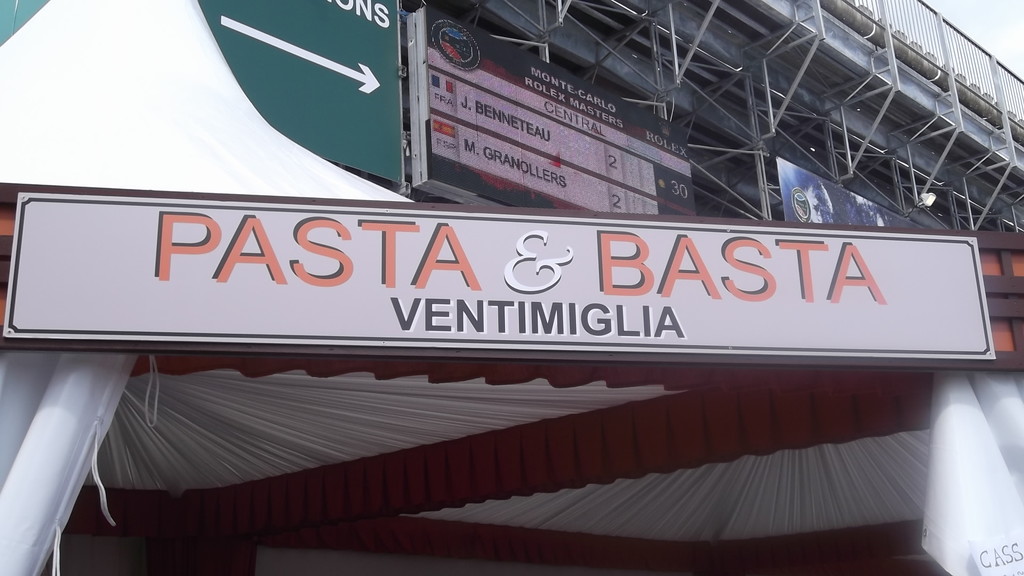 ONS
MONTE-CARLO
ROLEX MASTERS
CENTRAL
ROLEX
FRA J. BENNETEAU 2
ESP M. GRANOLLERS 2 30
PASTA & BASTA
VENTIMIGLIA
CASS